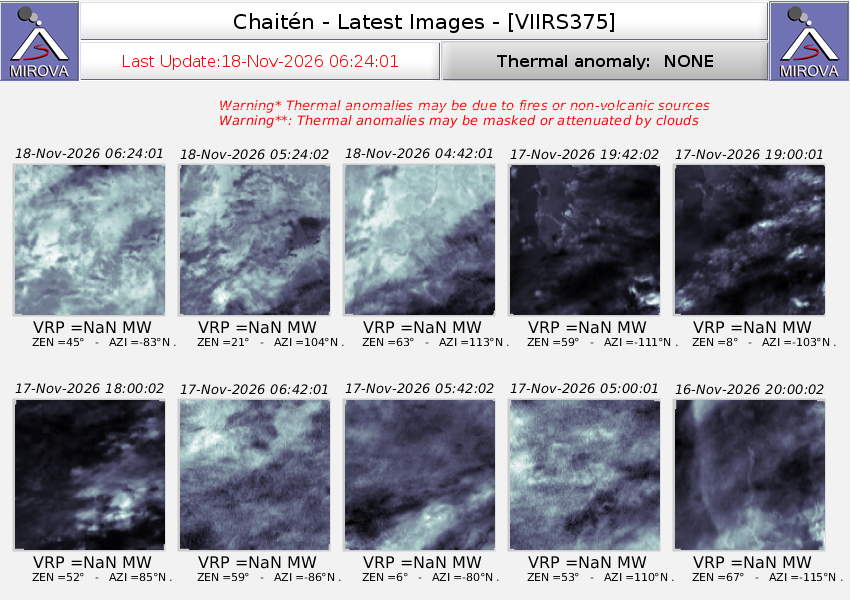 Chaitén - Latest Images - [VIIRS375]
MIROVA
Last Update:18-Nov-2026 06:24:01
Thermal anomaly: NONE
MIROVA
Warning* Thermal anomalies may be due to fires or non-volcanic sources
Warning**: Thermal anomalies may be masked or attenuated by clouds
18-Nov-2026 06:24:01 18-Nov-2026 05:24:02 18-Nov-2026 04:42:01 17-Nov-2026 19:42:02 17-Nov-2026 19:00:01
VRP =NaN MW VRP =NaN MW VRP =NaN MW VRP =NaN MW VRP =NaN MW
ZEN =45° - AZI =-83°N . ZEN =21° - AZI =104°N . ZEN =63° - AZI =113°N . ZEN =59° - AZI =-111°N . ZEN =8° - AZI =-103°N .
17-Nov-2026 18:00:02 17-Nov-2026 06:42:01 17-Nov-2026 05:42:02 17-Nov-2026 05:00:01 16-Nov-2026 20:00:02
VRP =NaN MW VRP =NaN MW VRP =NaN MW VRP =NaN MW VRP =NaN MW
ZEN =52° - AZI =85°N . ZEN =59° - AZI =-86°N . ZEN =6° - AZI =-80°N . ZEN =53° - AZI =110°N . ZEN =67° - AZI =-115°N .